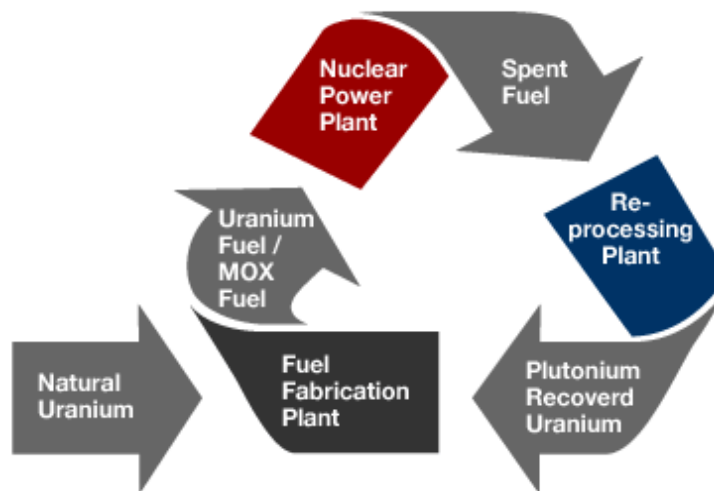 Nuclear
Power
Plant
Spent
Fuel
Re-
processing
Plant
Uranium
Fuel /
MOX
Fuel
Natural
Uranium
Fuel
Fabrication
Plant
Plutonium
Recoverd
Uranium